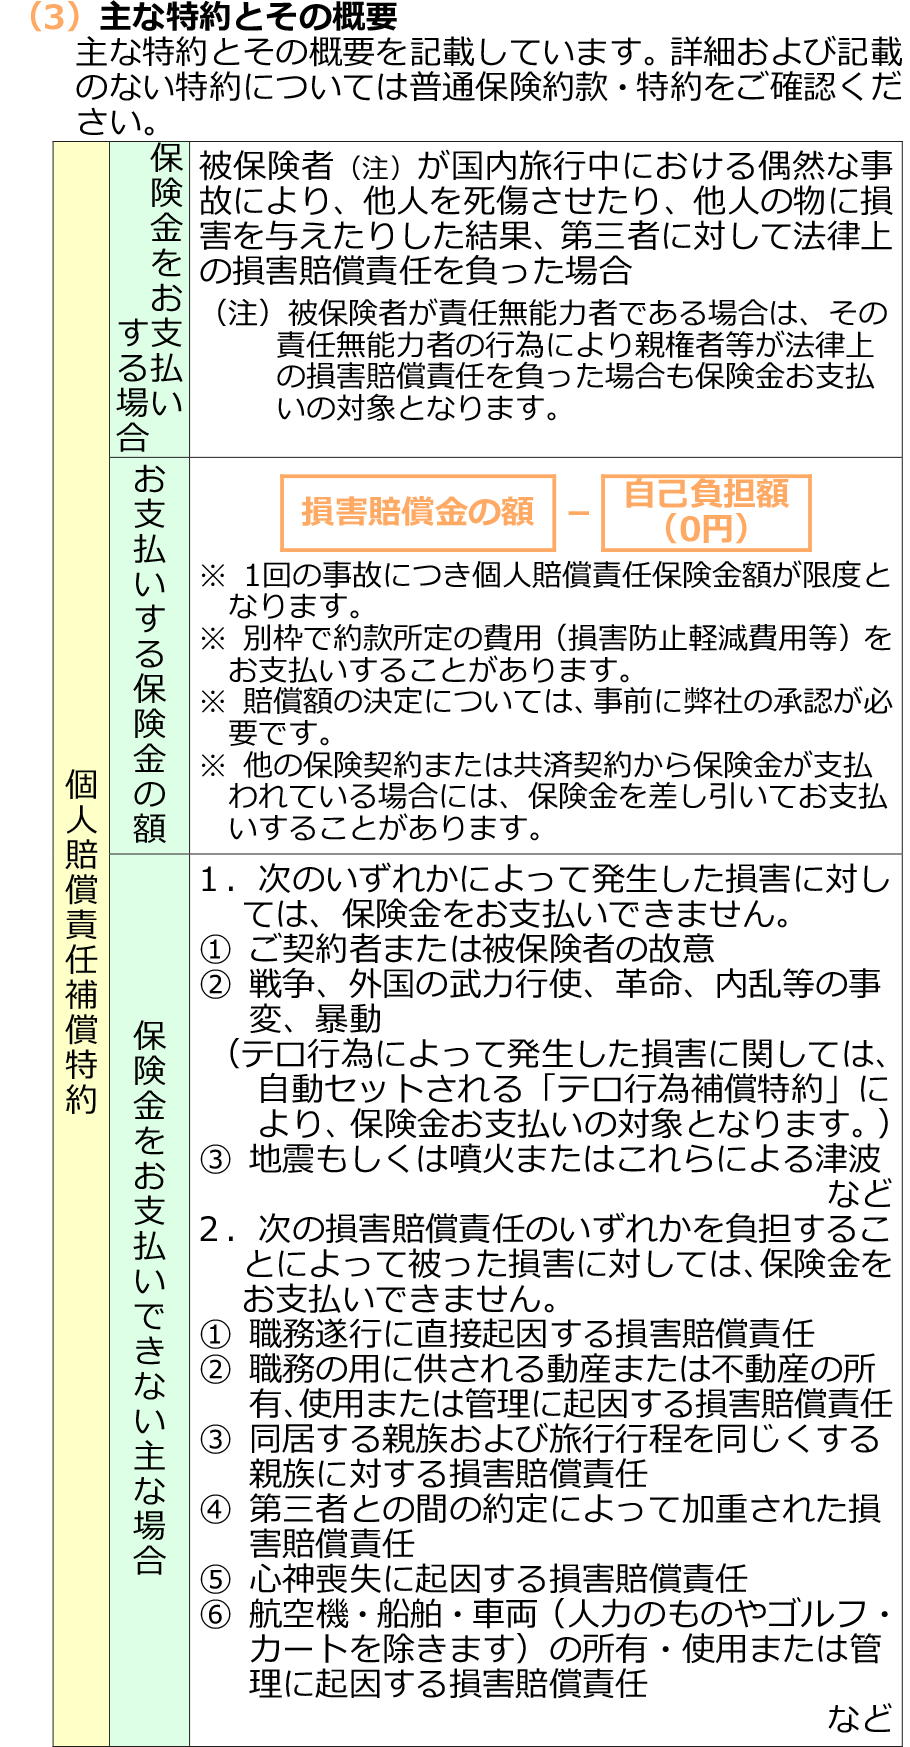 （3）主な特約とその概要
主な特約とその概要を記載しています。詳細および記載
のない特約については普通保険約款・特約をご確認くだ
さい。
個人賠償責任補償特約
保険金をお支払い
する場合
被保険者（注）が国内旅行中における偶然な事
故により、他人を死傷させたり、他人の物に損
害を与えたりした結果、第三者に対して法律上
の損害賠償責任を負った場合
（注）被保険者が責任無能力者である場合は、その
責任無能力者の行為により親権者等が法律上
の損害賠償責任を負った場合も保険金お支払
いの対象となります。
お支払いする保険金の額
損害賠償金の額 － 自己負担額
（0円）
※ 1回の事故につき個人賠償責任保険金額が限度と
なります。
※ 別枠で約款所定の費用（損害防止軽減費用等）を
お支払いすることがあります。
※ 賠償額の決定については、事前に弊社の承認が必
要です。
※ 他の保険契約または共済契約から保険金が支払
われている場合には、保険金を差し引いてお支払
いすることがあります。
保険金をお支払いできない主な場合
１．次のいずれかによって発生した損害に対し
ては、保険金をお支払いできません。
① ご契約者または被保険者の故意
② 戦争、外国の武力行使、革命、内乱等の事
変、暴動
（テロ行為によって発生した損害に関しては、
自動セットされる「テロ行為補償特約」に
より、保険金お支払いの対象となります。）
③ 地震もしくは噴火またはこれらによる津波
など
２．次の損害賠償責任のいずれかを負担するこ
とによって被った損害に対しては、保険金を
お支払いできません。
① 職務遂行に直接起因する損害賠償責任
② 職務の用に供される動産または不動産の所
有、使用または管理に起因する損害賠償責任
③ 同居する親族および旅行行程を同じくする
親族に対する損害賠償責任
④ 第三者との間の約定によって加重された損
害賠償責任
⑤ 心神喪失に起因する損害賠償責任
⑥ 航空機・船舶・車両（人力のものやゴルフ・
カートを除きます）の所有・使用または管
理に起因する損害賠償責任
など